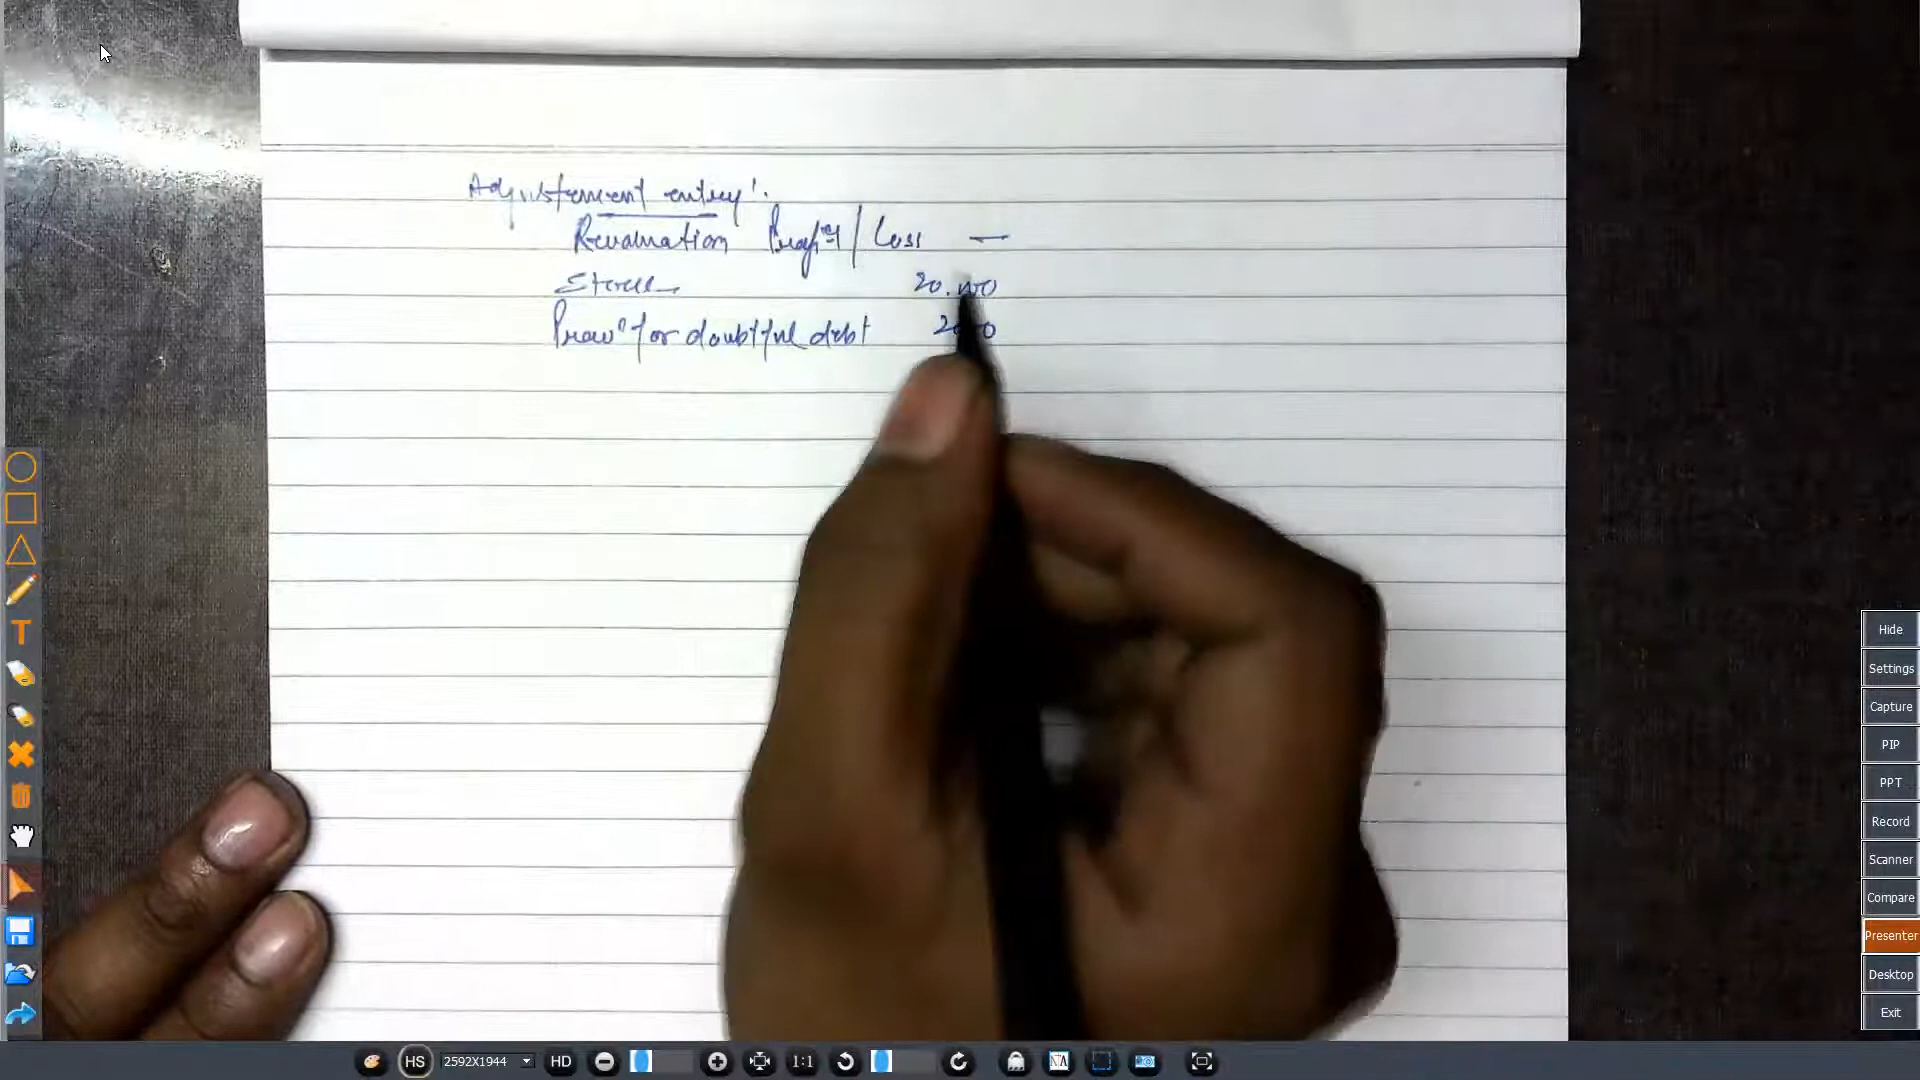 Adjustement entry :
Revaluation Profit / Loss —
Stock 20,000
Prov^n for doubtful debt
T
Hide
Settings
Capture
PIP
PPT
Record
Scanner
Compare
Presenter
Desktop
Exit
HS 2592X1944 HD 1:1